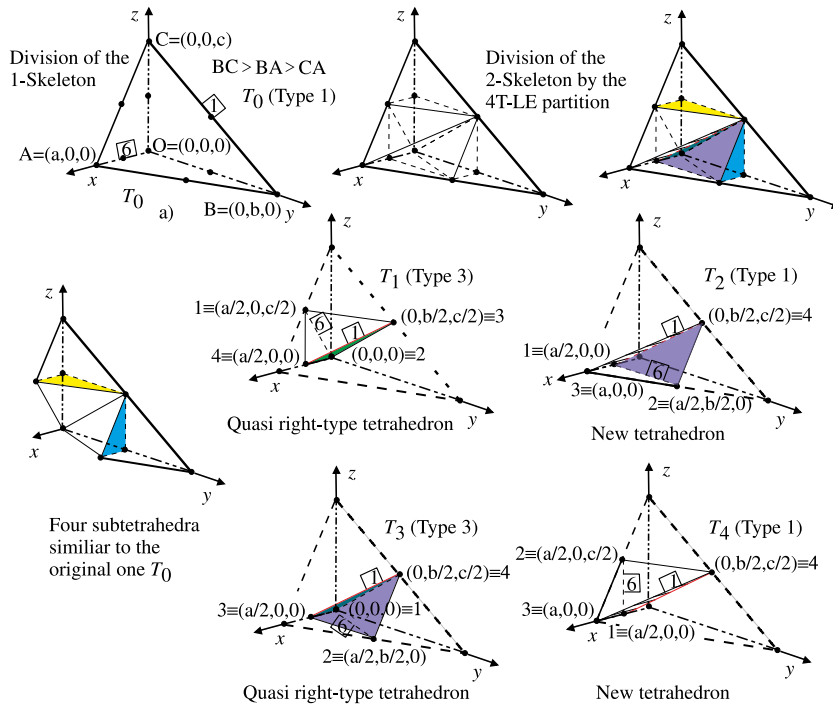 z
C=(0,0,c)
Division of the
1-Skeleton
BC>BA>CA
T0 (Type 1)
1
6
O=(0,0,0)
A=(a,0,0)
x
T0
a)
B=(0,b,0)
y
z
x
y
z
Division of the
2-Skeleton by the
4T-LE partition
x
y
z
x
y
Four subtetrahedra
similiar to the
original one T0
z
T1 (Type 3)
1≡(a/2,0,c/2)
(0,b/2,c/2)≡3
6
1
4≡(a/2,0,0)
(0,0,0)≡2
x
y
Quasi right-type tetrahedron
z
T2 (Type 1)
(0,b/2,c/2)≡4
1
1≡(a/2,0,0)
6
x
3≡(a,0,0)
2≡(a/2,b/2,0)
y
New tetrahedron
z
T3 (Type 3)
(0,b/2,c/2)≡4
1
3≡(a/2,0,0)
(0,0,0)≡1
6
x
2≡(a/2,b/2,0)
y
Quasi right-type tetrahedron
z
T4 (Type 1)
2≡(a/2,0,c/2)
(0,b/2,c/2)≡4
6
1
3≡(a,0,0)
x
1≡(a/2,0,0)
y
New tetrahedron